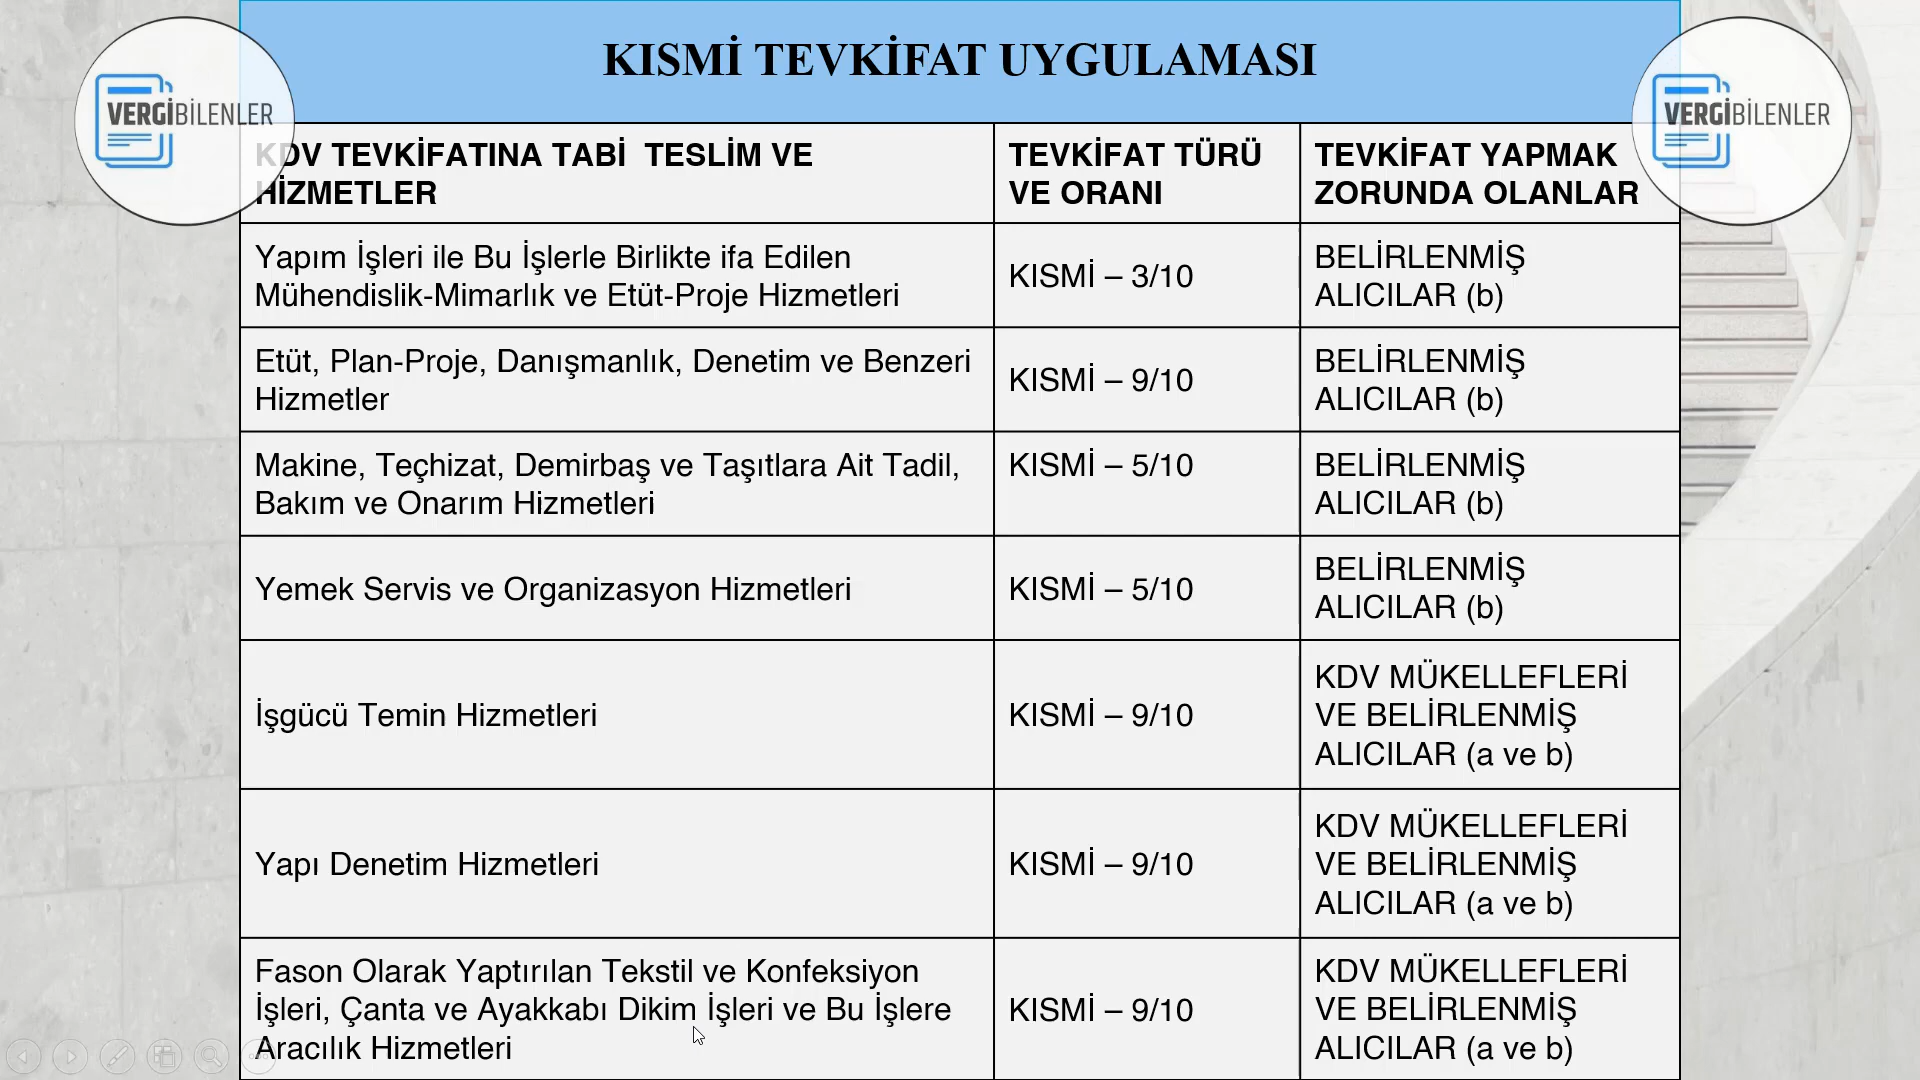 KISMİ TEVKİFAT UYGULAMASI
VERGİBİLENLER
VERGİBİLENLER
KDV TEVKİFATINA TABİ TESLİM VE
HİZMETLER
TEVKİFAT TÜRÜ
VE ORANI
TEVKİFAT YAPMAK
ZORUNDA OLANLAR
Yapım İşleri ile Bu İşlerle Birlikte ifa Edilen
Mühendislik-Mimarlık ve Etüt-Proje Hizmetleri
KISMİ – 3/10
BELİRLENMİŞ
ALICILAR (b)
Etüt, Plan-Proje, Danışmanlık, Denetim ve Benzeri
Hizmetler
KISMİ – 9/10
BELİRLENMİŞ
ALICILAR (b)
Makine, Teçhizat, Demirbaş ve Taşıtlara Ait Tadil,
Bakım ve Onarım Hizmetleri
KISMİ – 5/10
BELİRLENMİŞ
ALICILAR (b)
Yemek Servis ve Organizasyon Hizmetleri
KISMİ – 5/10
BELİRLENMİŞ
ALICILAR (b)
İşgücü Temin Hizmetleri
KISMİ – 9/10
KDV MÜKELLEFLERİ
VE BELİRLENMİŞ
ALICILAR (a ve b)
Yapı Denetim Hizmetleri
KISMİ – 9/10
KDV MÜKELLEFLERİ
VE BELİRLENMİŞ
ALICILAR (a ve b)
Fason Olarak Yaptırılan Tekstil ve Konfeksiyon
İşleri, Çanta ve Ayakkabı Dikim İşleri ve Bu İşlere
Aracılık Hizmetleri
KISMİ – 9/10
KDV MÜKELLEFLERİ
VE BELİRLENMİŞ
ALICILAR (a ve b)